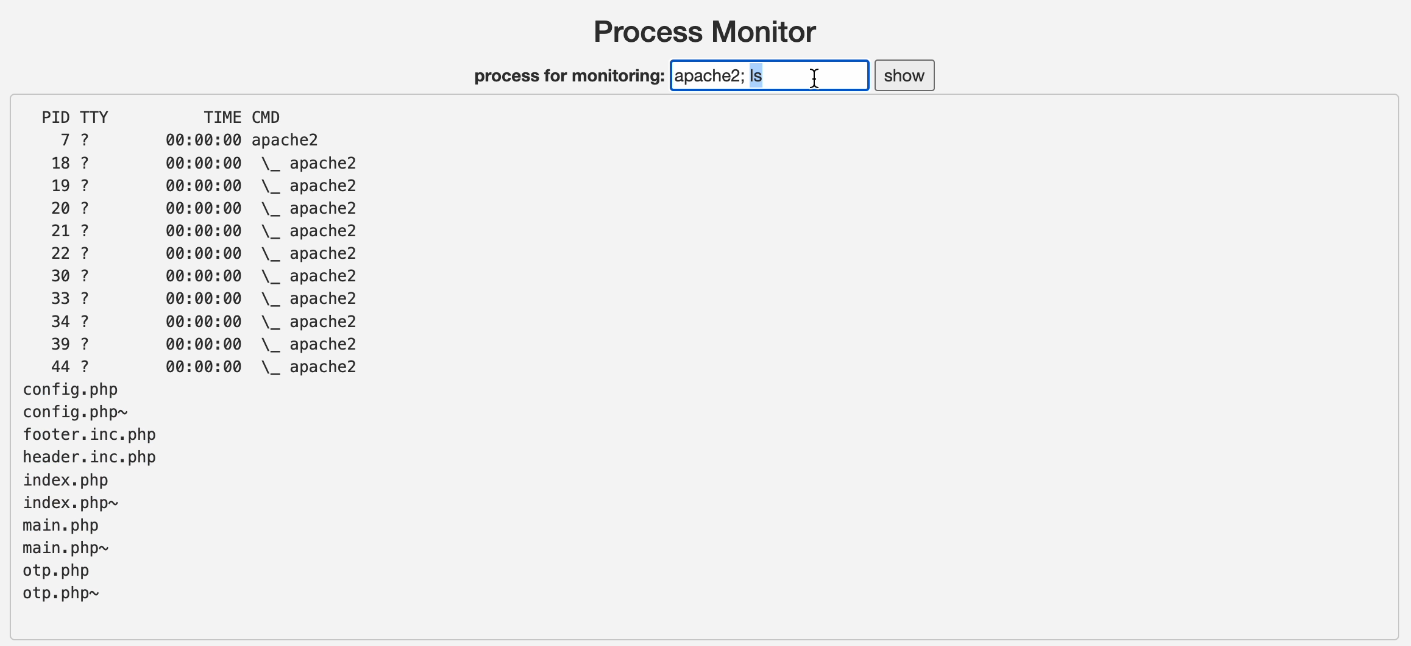 Process Monitor
process for monitoring: apache2; ls show
PID TTY TIME CMD
7 ? 00:00:00 apache2
18 ? 00:00:00 \_ apache2
19 ? 00:00:00 \_ apache2
20 ? 00:00:00 \_ apache2
21 ? 00:00:00 \_ apache2
22 ? 00:00:00 \_ apache2
30 ? 00:00:00 \_ apache2
33 ? 00:00:00 \_ apache2
34 ? 00:00:00 \_ apache2
39 ? 00:00:00 \_ apache2
44 ? 00:00:00 \_ apache2
config.php
config.php~
footer.inc.php
header.inc.php
index.php
index.php~
main.php
main.php~
otp.php
otp.php~